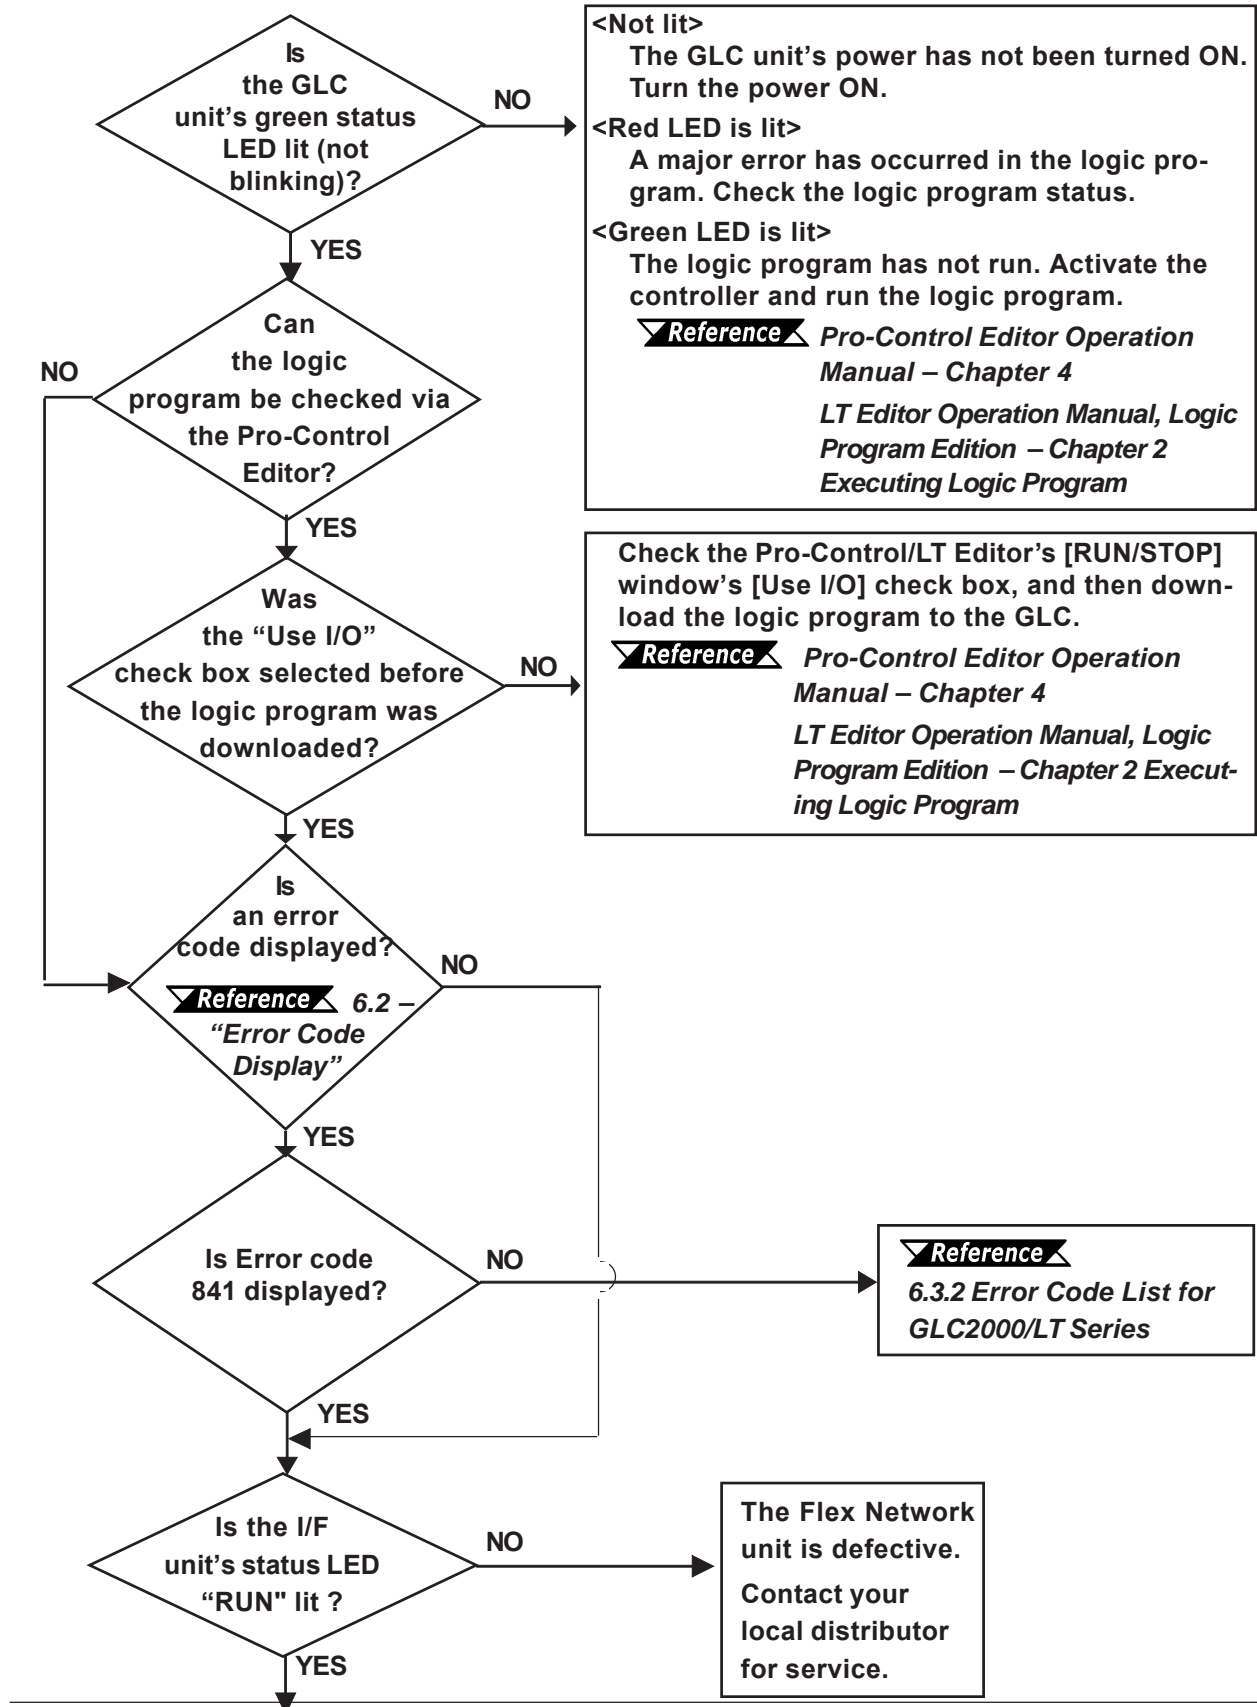 Is
the GLC
unit’s green status
LED lit (not
blinking)?
NO
YES
<Not lit>
The GLC unit’s power has not been turned ON.
Turn the power ON.
<Red LED is lit>
A major error has occurred in the logic pro-
gram. Check the logic program status.
<Green LED is lit>
The logic program has not run. Activate the
controller and run the logic program.
Reference Pro-Control Editor Operation
Manual – Chapter 4
LT Editor Operation Manual, Logic
Program Edition – Chapter 2
Executing Logic Program
Can
the logic
program be checked via
the Pro-Control
Editor?
NO
YES
Was
the “Use I/O”
check box selected before
the logic program was
downloaded?
NO
YES
Check the Pro-Control/LT Editor’s [RUN/STOP]
window’s [Use I/O] check box, and then down-
load the logic program to the GLC.
Reference Pro-Control Editor Operation
Manual – Chapter 4
LT Editor Operation Manual, Logic
Program Edition – Chapter 2 Execut-
ing Logic Program
Is
an error
code displayed?
Reference 6.2 –
“Error Code
Display”
NO
YES
Is Error code
841 displayed?
NO
YES
Reference
6.3.2 Error Code List for
GLC2000/LT Series
Is the I/F
unit’s status LED
“RUN" lit ?
NO
YES
The Flex Network
unit is defective.
Contact your
local distributor
for service.